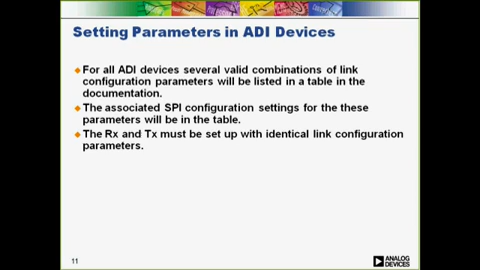 Setting Parameters in ADI Devices
For all ADI devices several valid combinations of link
configuration parameters will be listed in a table in the
documentation.
The associated SPI configuration settings for the these
parameters will be in the table.
The Rx and Tx must be set up with identical link configuration
parameters.
11
ANALOG
DEVICES